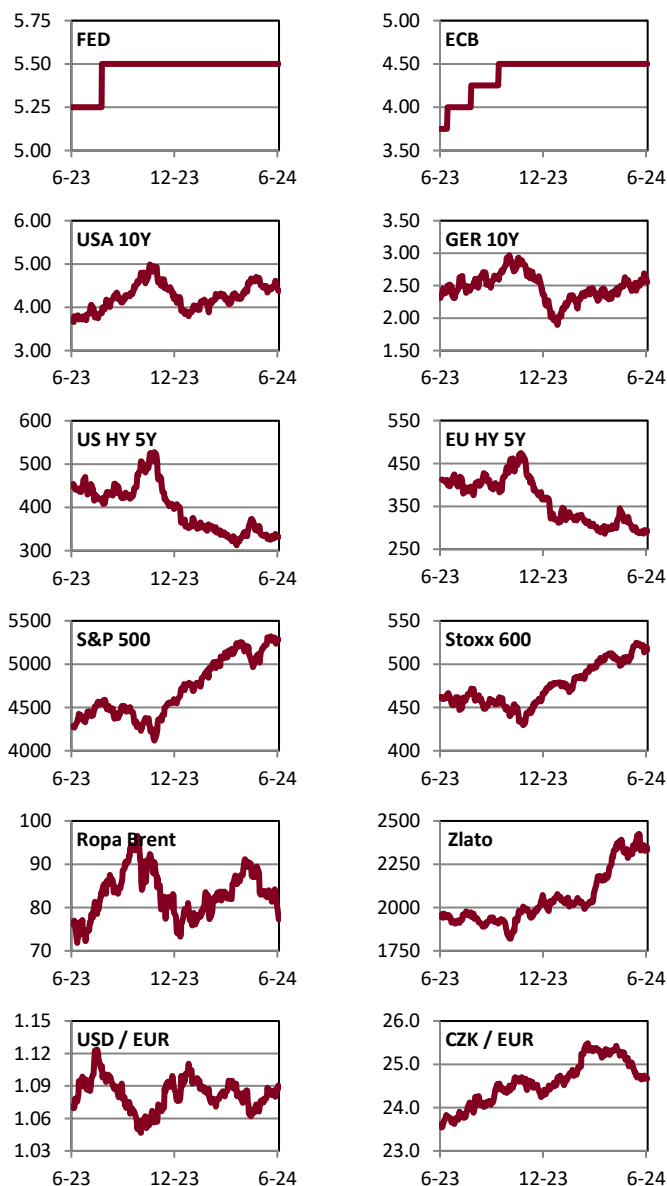 FED
5.75
5.50
5.25
5.00
6-23 12-23 6-24
ECB
5.00
4.50
4.00
3.50
6-23 12-23 6-24
USA 10Y
6.00
5.00
4.00
3.00
6-23 12-23 6-24
GER 10Y
3.50
3.00
2.50
2.00
1.50
6-23 12-23 6-24
US HY 5Y
600
500
400
300
6-23 12-23 6-24
EU HY 5Y
550
450
350
250
6-23 12-23 6-24
S&P 500
5500
5000
4500
4000
6-23 12-23 6-24
Stoxx 600
550
500
450
400
6-23 12-23 6-24
Ropa Brent
100
90
80
70
6-23 12-23 6-24
Zlato
2500
2250
2000
1750
6-23 12-23 6-24
USD / EUR
1.15
1.12
1.09
1.06
1.03
6-23 12-23 6-24
CZK / EUR
26.0
25.0
24.0
23.0
6-23 12-23 6-24